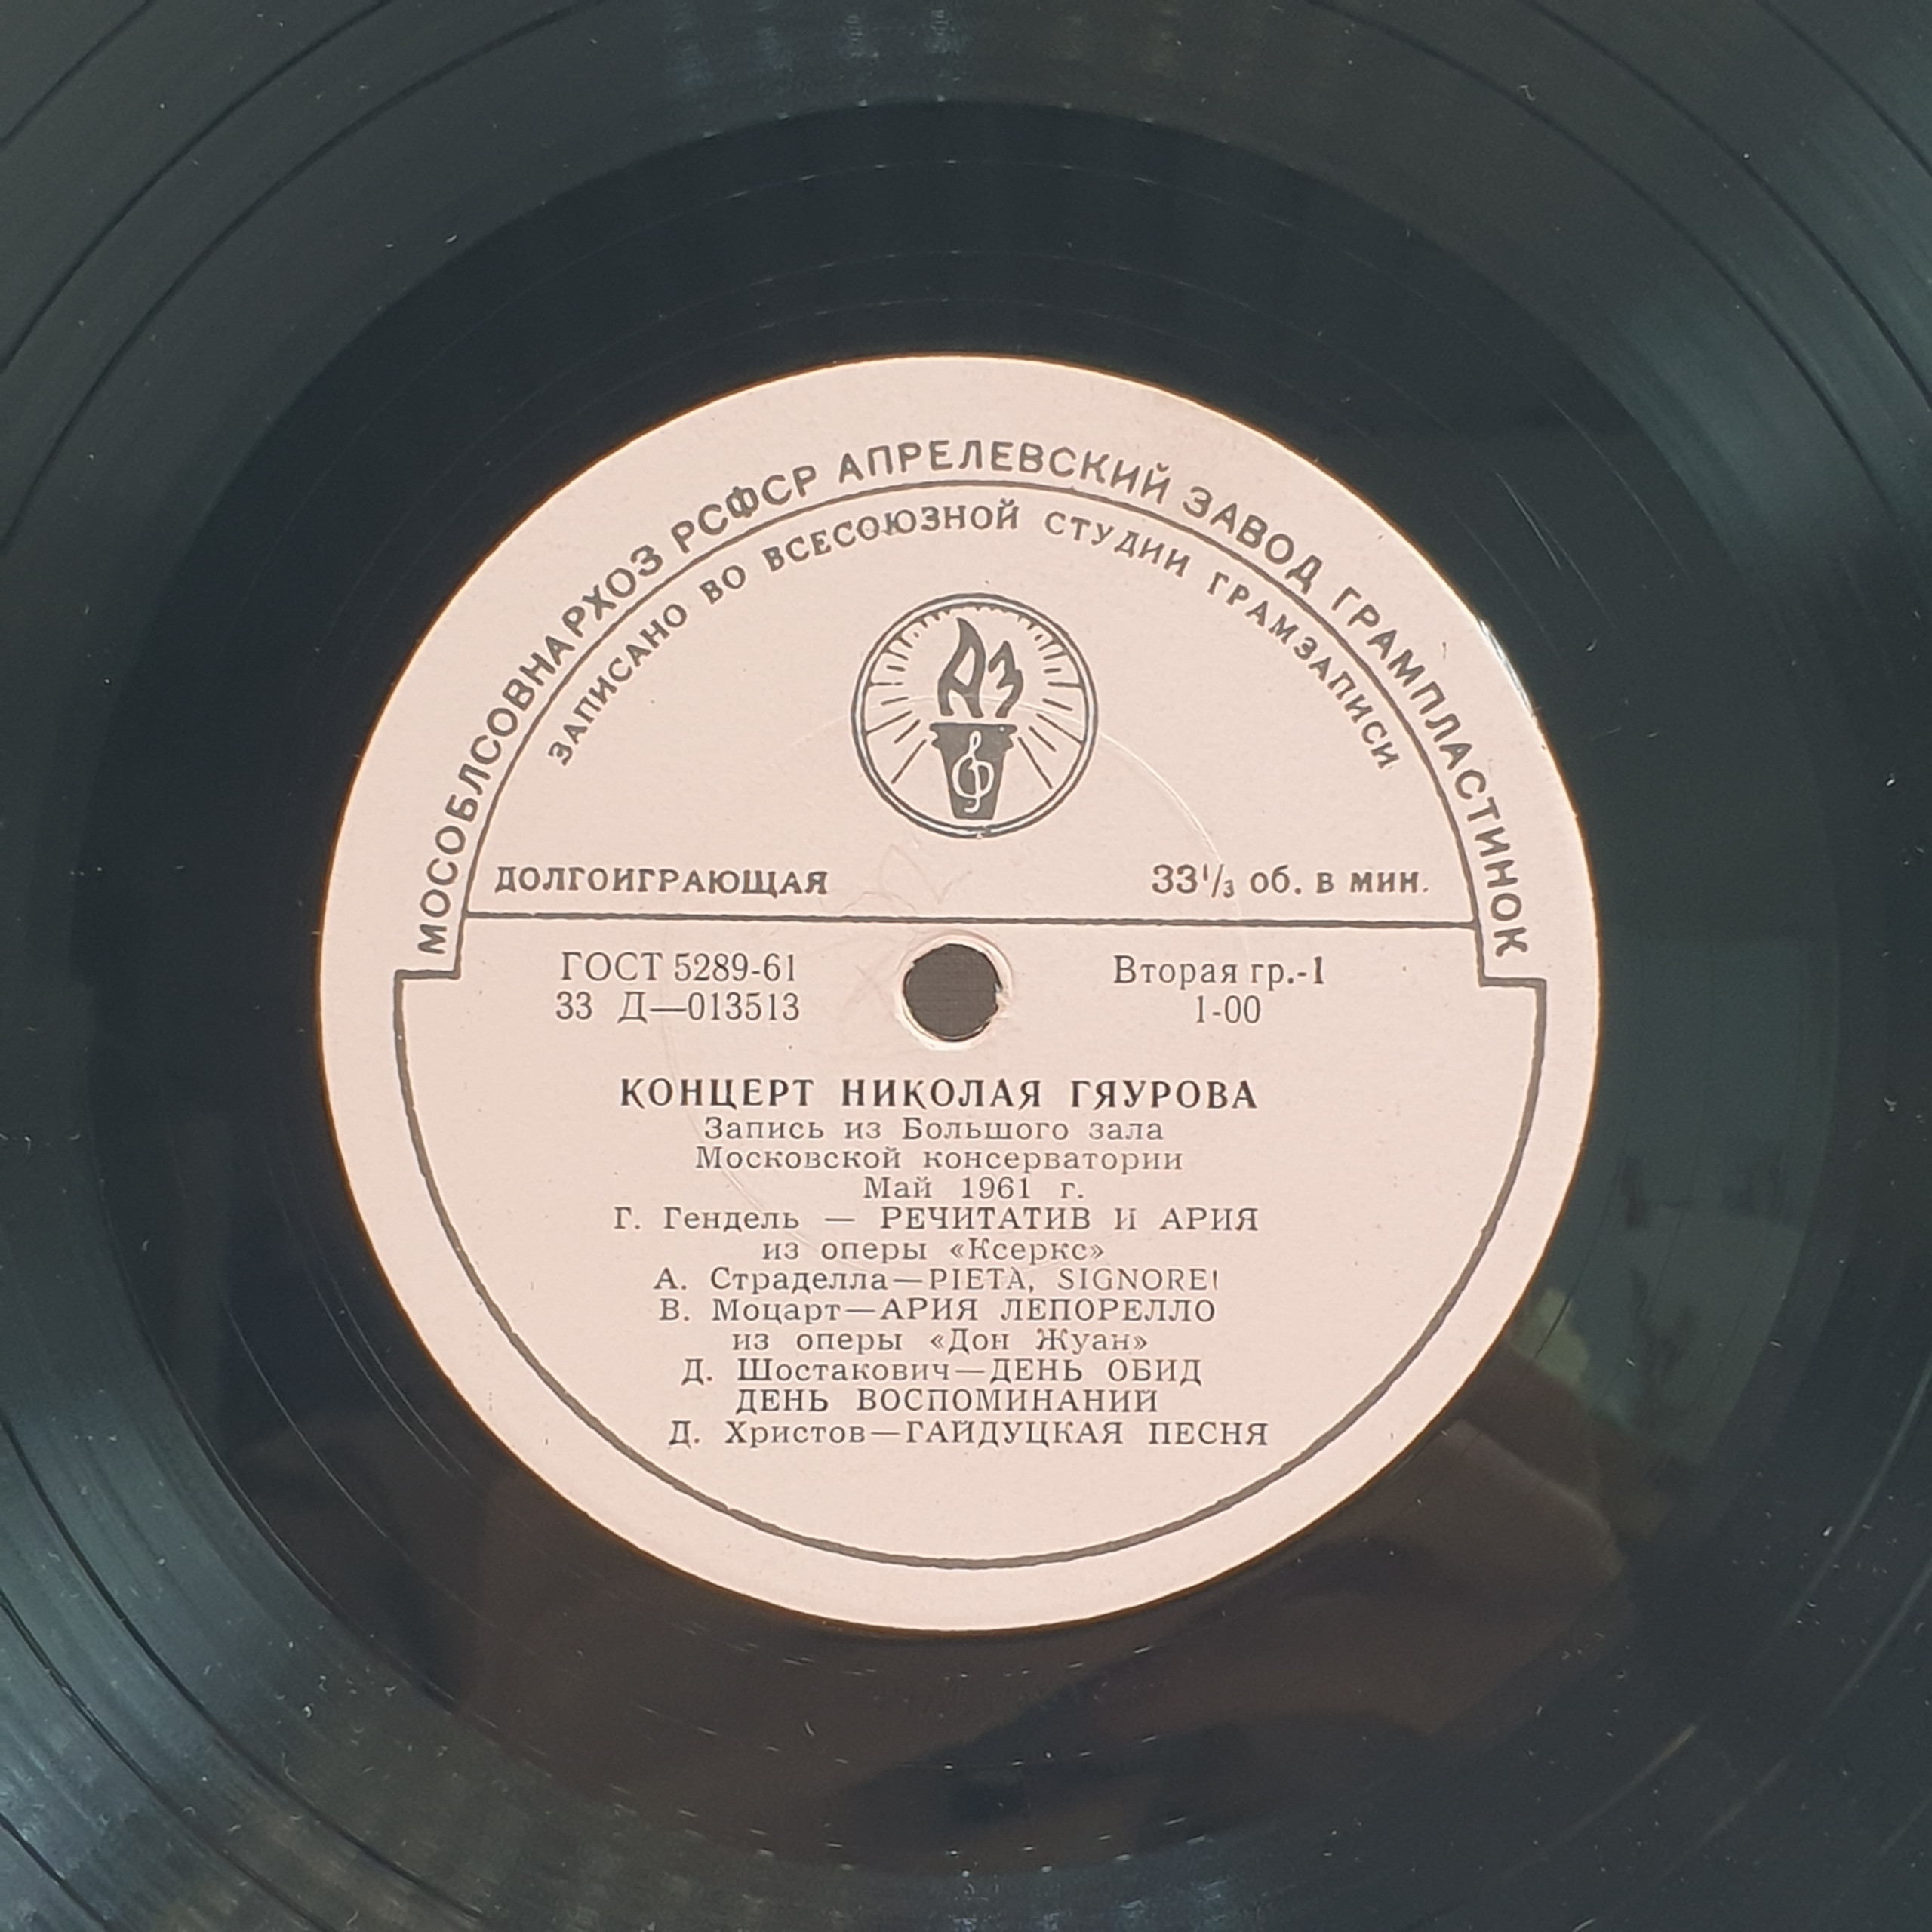 МОСОБЛСОВНАРХОЗ РСФСР АПРЕЛЕВСКИЙ ЗАВОД ГРАМПЛАСТИНОК
ЗАПИСАНО ВО ВСЕСОЮЗНОЙ СТУДИИ ГРАМЗАПИСИ
АЗ
ДОЛГОИГРАЮЩАЯ 33 1/3 об. в мин.
ГОСТ 5289-61 Вторая гр.-1
33 Д—013513 1-00
КОНЦЕРТ НИКОЛАЯ ГЯУРОВА
Запись из Большого зала
Московской консерватории
Май 1961 г.
Г. Гендель — РЕЧИТАТИВ И АРИЯ
из оперы «Ксеркс»
А. Страделла—PIETÀ, SIGNORE!
В. Моцарт—АРИЯ ЛЕПОРЕЛЛО
из оперы «Дон Жуан»
Д. Шостакович—ДЕНЬ ОБИД
ДЕНЬ ВОСПОМИНАНИЙ
Д. Христов—ГАЙДУЦКАЯ ПЕСНЯ